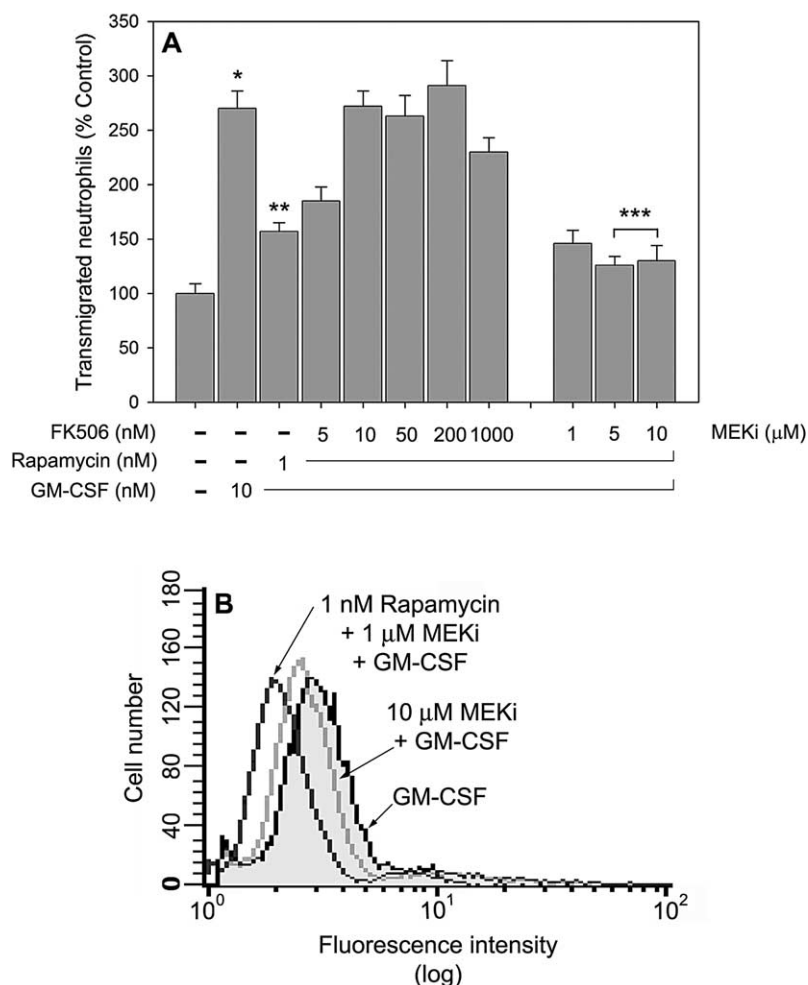 A
350
300
250
200
150
100
50
0
Transmigrated neutrophils (% Control)
*
**
***
FK506 (nM) – – – 5 10 50 200 1000 1 5 10 MEKi (μM)
Rapamycin (nM) – – 1
GM-CSF (nM) – 10
B
180
160
120
80
40
0
Cell number
1 nM Rapamycin
+ 1 μM MEKi
+ GM-CSF
10 μM MEKi
+ GM-CSF
GM-CSF
10⁰ 10¹ 10²
Fluorescence intensity
(log)